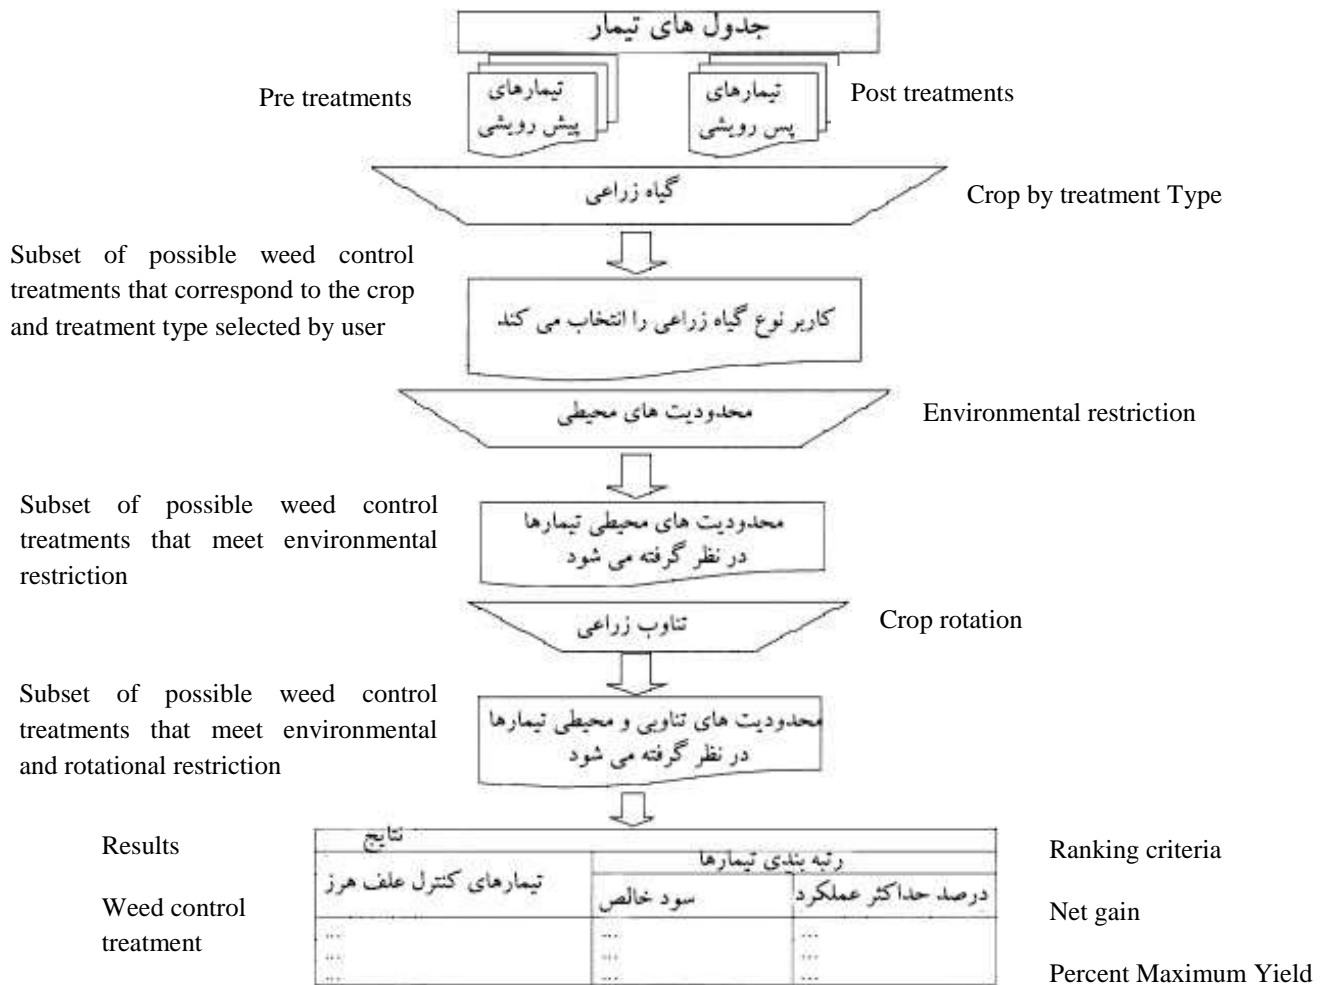 جدول های تیمار
Pre treatments
تیمارهای
پیش رویشی
تیمارهای
پس رویشی
Post treatments
گیاه زراعی
Crop by treatment Type
Subset of possible weed control
treatments that correspond to the crop
and treatment type selected by user
کاربر نوع گیاه زراعی را انتخاب می کند
محدودیت های محیطی
Environmental restriction
Subset of possible weed control
treatments that meet environmental
restriction
محدودیت های محیطی تیمارها
در نظر گرفته می شود
تناوب زراعی
Crop rotation
Subset of possible weed control
treatments that meet environmental
and rotational restriction
محدودیت های تناوبی و محیطی تیمارها
در نظر گرفته می شود
Results
نتایج
رتبه بندی تیمارها
Ranking criteria
تیمارهای کنترل علف هرز
سود خالص
درصد حداکثر عملکرد
Weed control
treatment
Net gain
... ... ...
... ... ...
... ... ...
Percent Maximum Yield